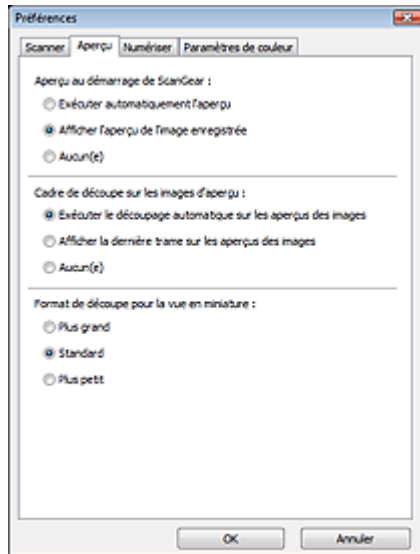 Préférences
Scanner Aperçu Numériser Paramètres de couleur
Aperçu au démarrage de ScanGear :
Exécuter automatiquement l'aperçu
Afficher l'aperçu de l'image enregistrée
Aucun(e)
Cadre de découpe sur les images d'aperçu :
Exécuter le découpage automatique sur les aperçus des images
Afficher la dernière trame sur les aperçus des images
Aucun(e)
Format de découpe pour la vue en miniature :
Plus grand
Standard
Plus petit
OK Annuler